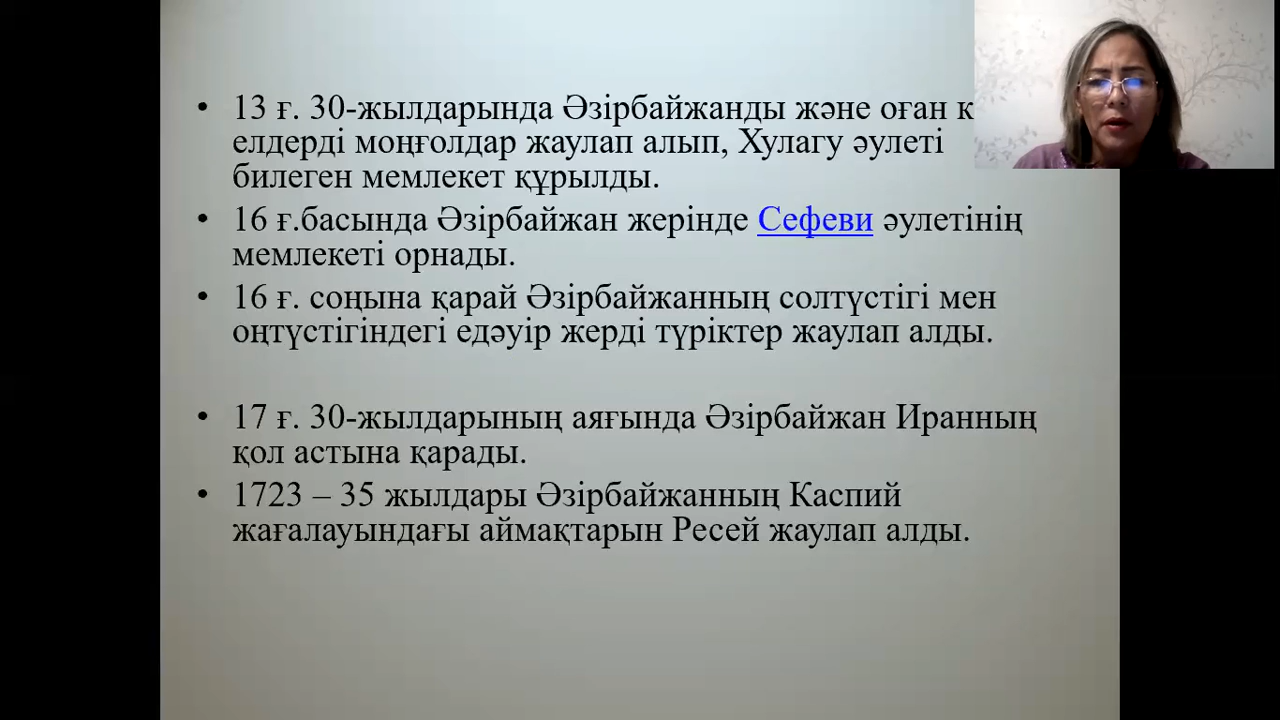 • 13 ғ. 30-жылдарында Әзірбайжанды және оған
елдерді моңғолдар жаулап алып, Хулагу әулеті
билеген мемлекет құрылды.
• 16 ғ.басында Әзірбайжан жерінде Сефеви әулетінің
мемлекеті орнады.
• 16 ғ. соңына қарай Әзірбайжанның солтүстігі мен
оңтүстігіндегі едәуір жерді түріктер жаулап алды.
• 17 ғ. 30-жылдарының аяғында Әзірбайжан Иранның
қол астына қарады.
• 1723 – 35 жылдары Әзірбайжанның Каспий
жағалауындағы аймақтарын Ресей жаулап алды.